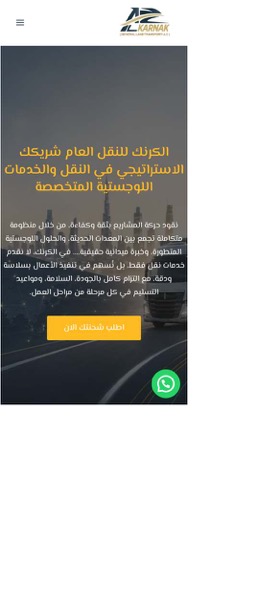 KARNAK
الكرنك للنقل العام شريكك
الاستراتيجي في النقل والخدمات
اللوجستية المتخصصة
نقود حركة المشاريع بثقة وكفاءة، من خلال منظومة
متكاملة تجمع بين المعدات الحديثة، والحلول اللوجستية
المتطورة، وخبرة ميدانية حقيقية... في الكرنك، لا نقدم
خدمات نقل فقط، بل نُسهم في تنفيذ الأعمال بسلاسة
ودقة، مع التزام كامل بالجودة، السلامة، ومواعيد
التسليم في كل مرحلة من مراحل العمل.
اطلب شحنتك الان